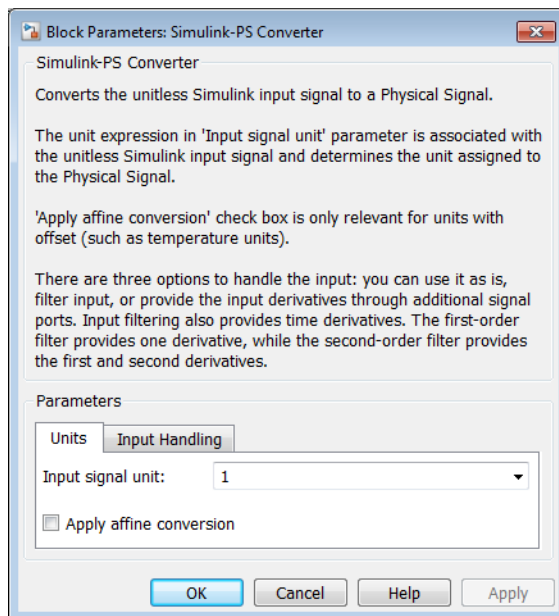 Block Parameters: Simulink-PS Converter
Simulink-PS Converter
Converts the unitless Simulink input signal to a Physical Signal.
The unit expression in 'Input signal unit' parameter is associated with
the unitless Simulink input signal and determines the unit assigned to
the Physical Signal.
'Apply affine conversion' check box is only relevant for units with
offset (such as temperature units).
There are three options to handle the input: you can use it as is,
filter input, or provide the input derivatives through additional signal
ports. Input filtering also provides time derivatives. The first-order
filter provides one derivative, while the second-order filter provides
the first and second derivatives.
Parameters
Units Input Handling
Input signal unit: 1
Apply affine conversion
OK Cancel Help Apply